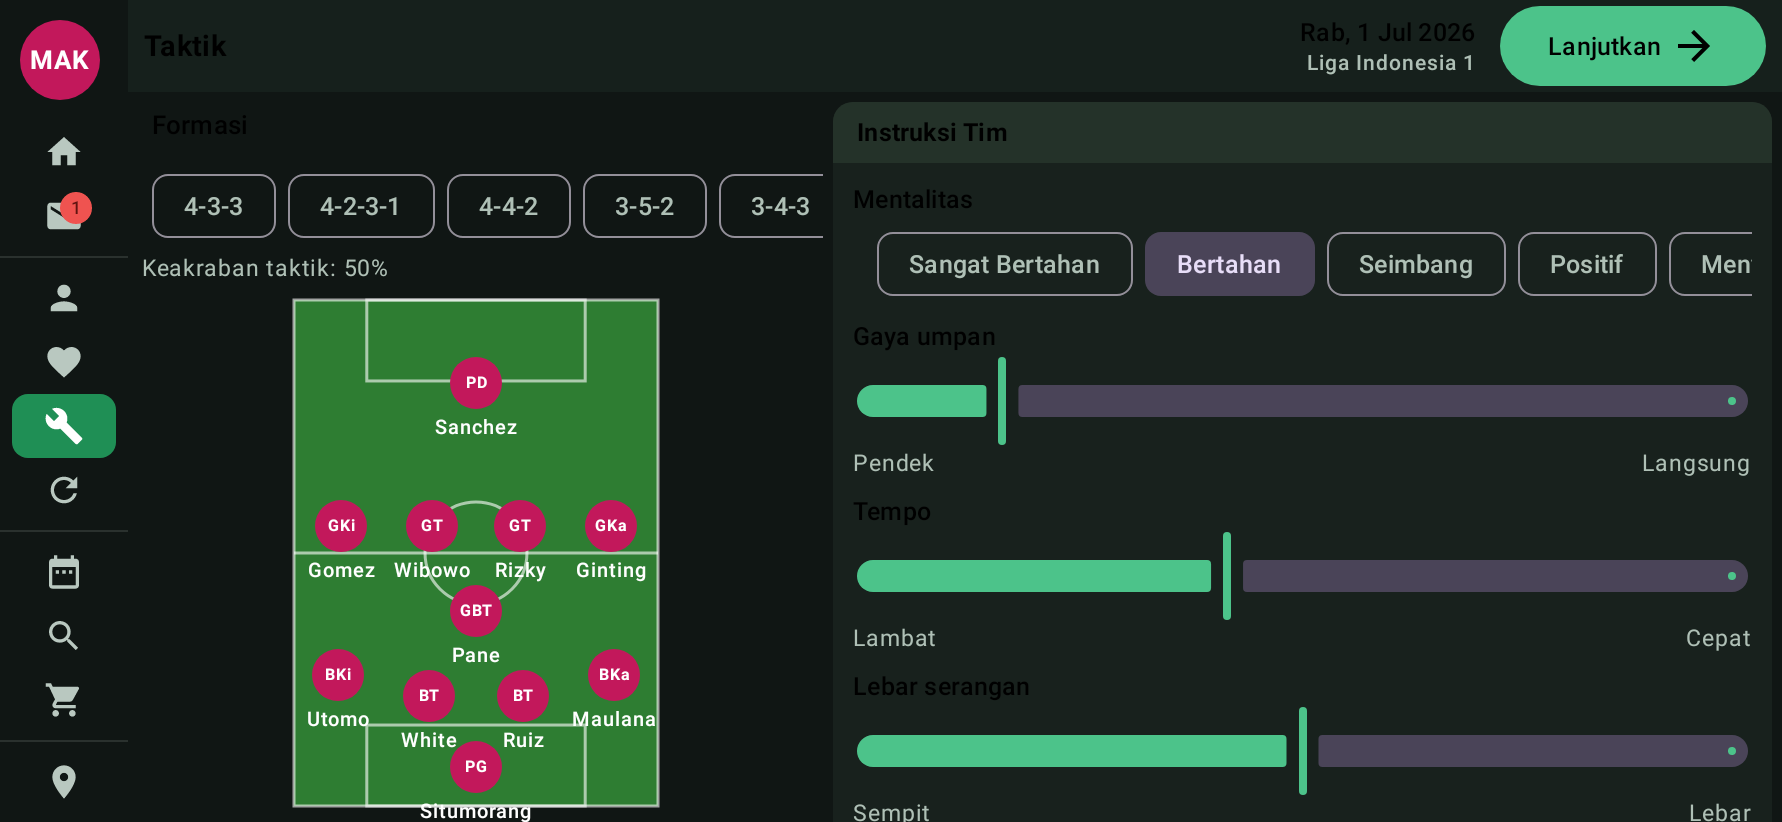 MAK
Taktik
Rab, 1 Jul 2026
Liga Indonesia 1
Lanjutkan
1
Formasi
4-3-3
4-2-3-1
4-4-2
3-5-2
3-4-3
Keakraban taktik: 50%
PD
Sanchez
GKi
GT
GT
GKa
Gomez
Wibowo
Rizky
Ginting
GBT
Pane
BKi
BT
BT
BKa
Utomo
White
Ruiz
Maulana
PG
Situmorang
Instruksi Tim
Mentalitas
Sangat Bertahan
Bertahan
Seimbang
Positif
Gaya umpan
Pendek
Langsung
Tempo
Lambat
Cepat
Lebar serangan
Sempit
Lebar